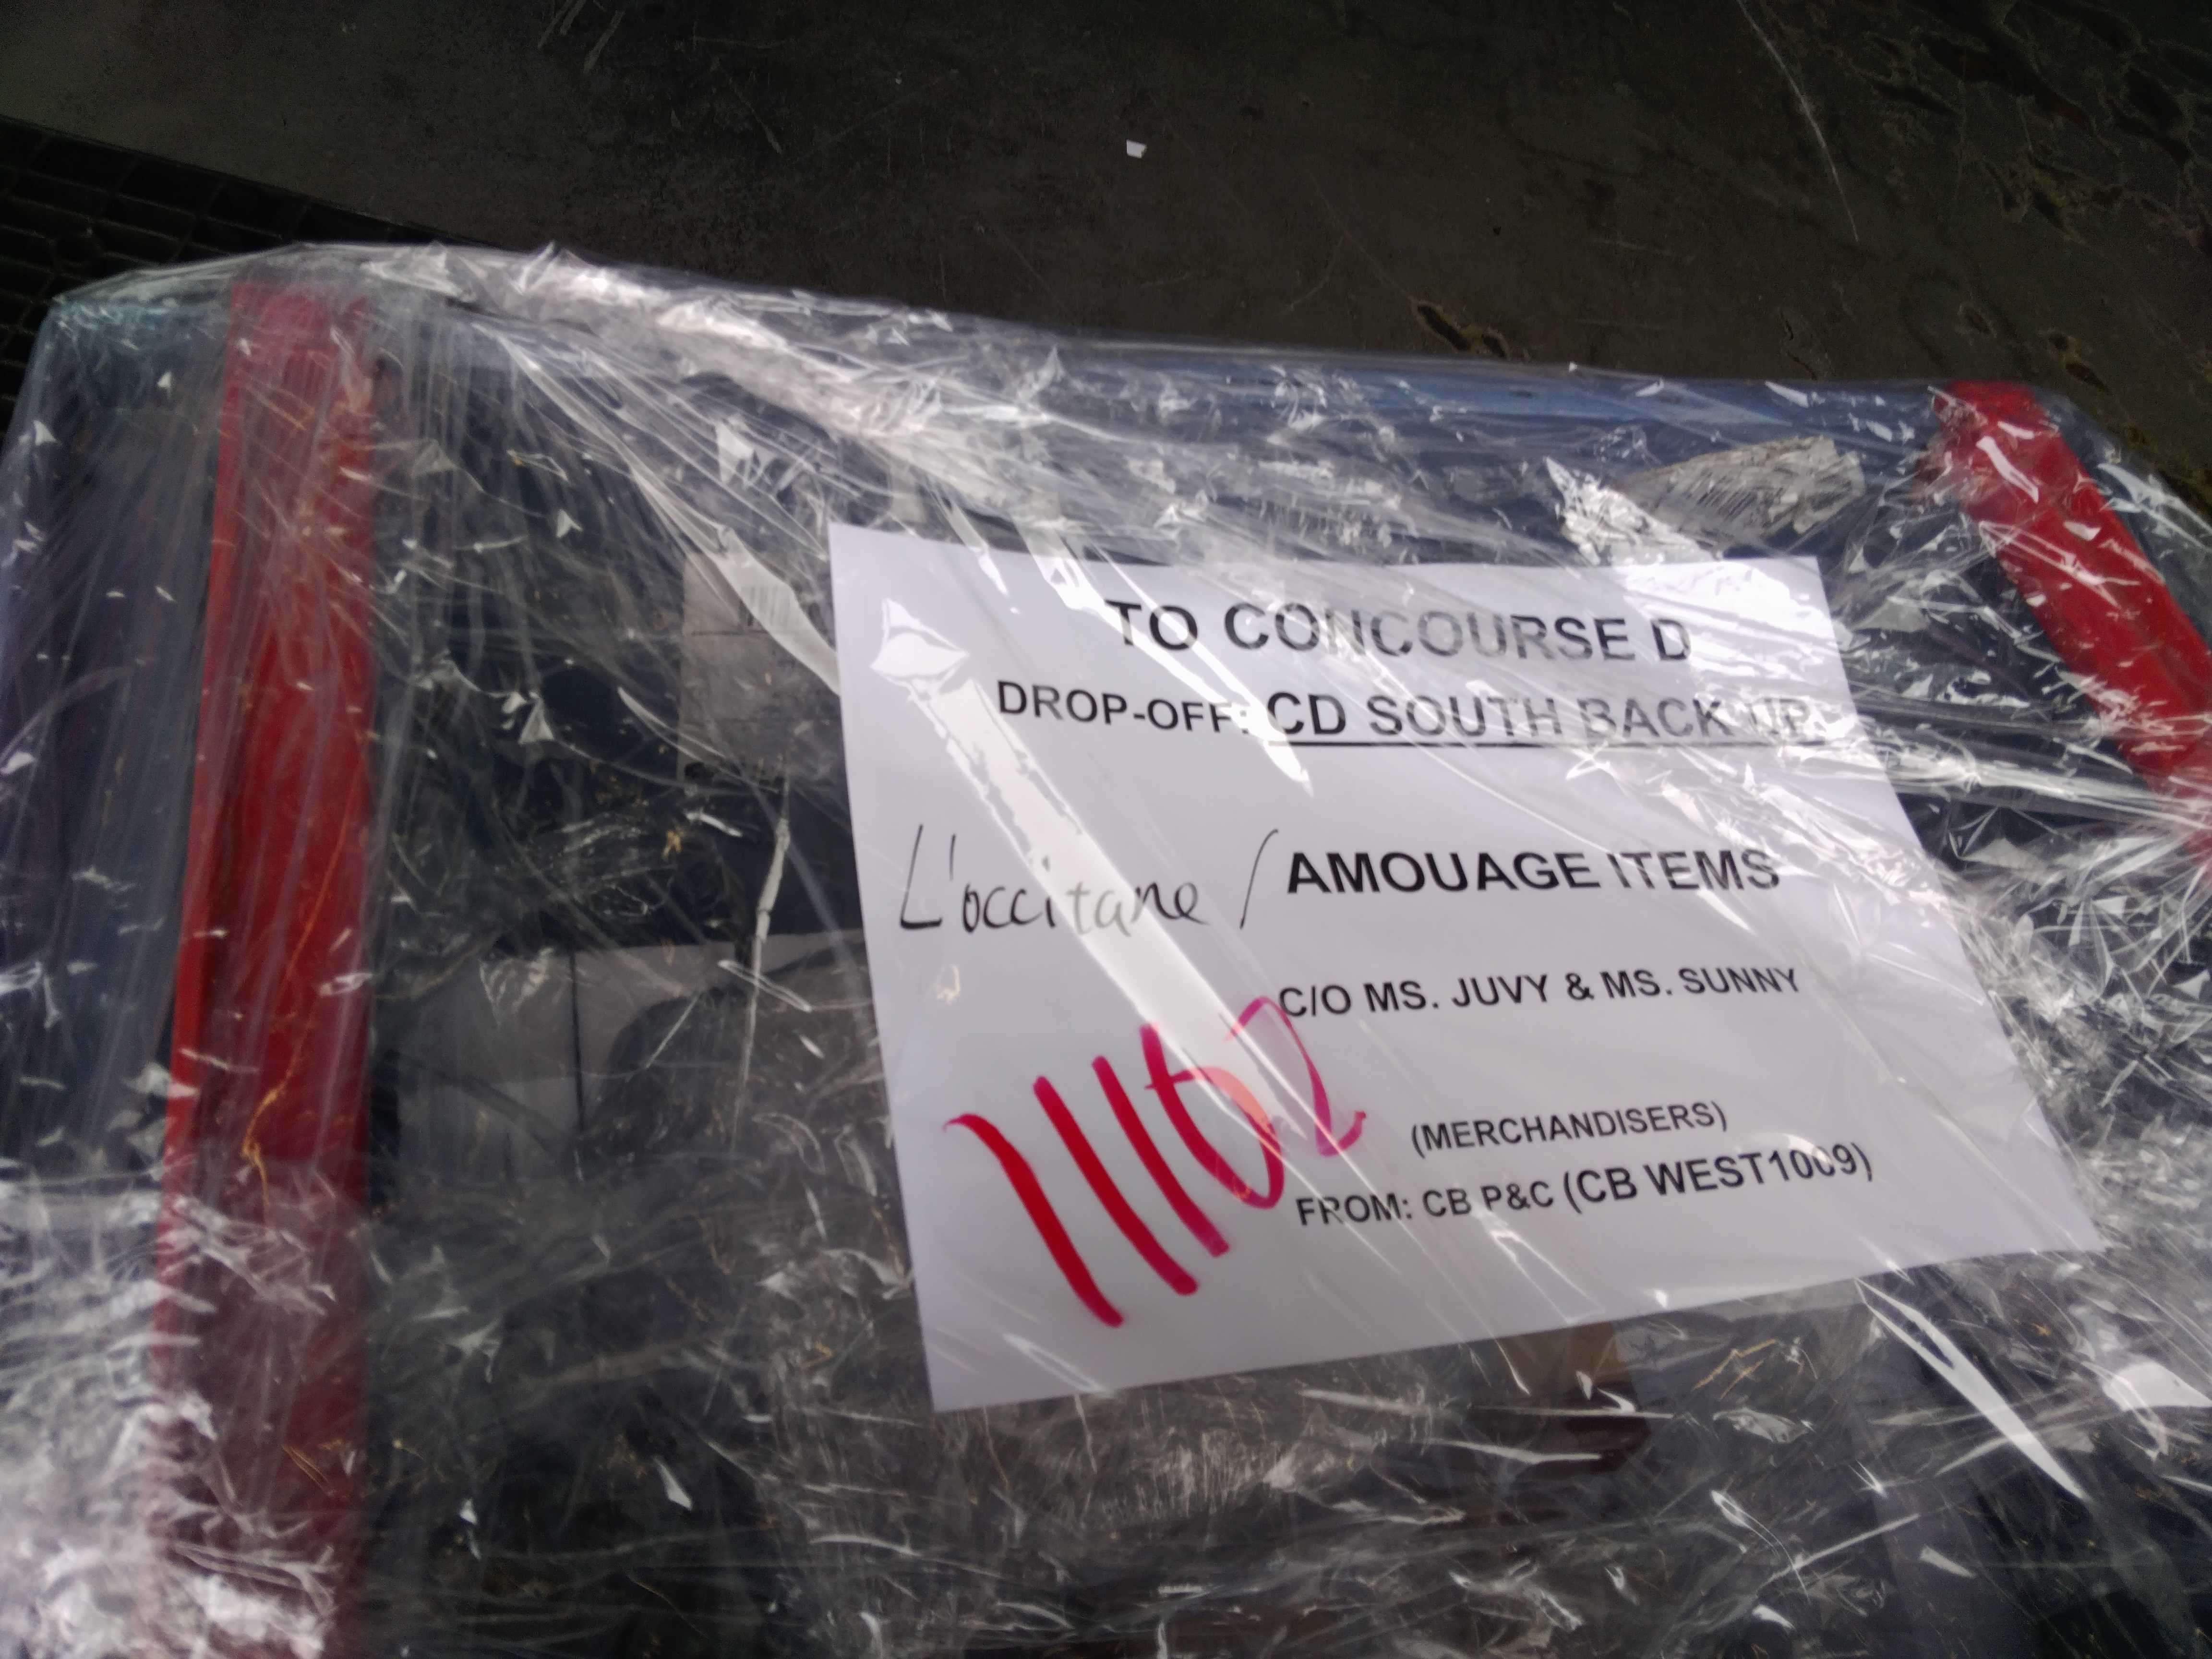 TO CONCOURSE D
DROP-OFF: CD SOUTH BACK UP
L'occitane / AMOUAGE ITEMS
C/O MS. JUVY & MS. SUNNY
(MERCHANDISERS)
FROM: CB P&C (CB WEST1009)